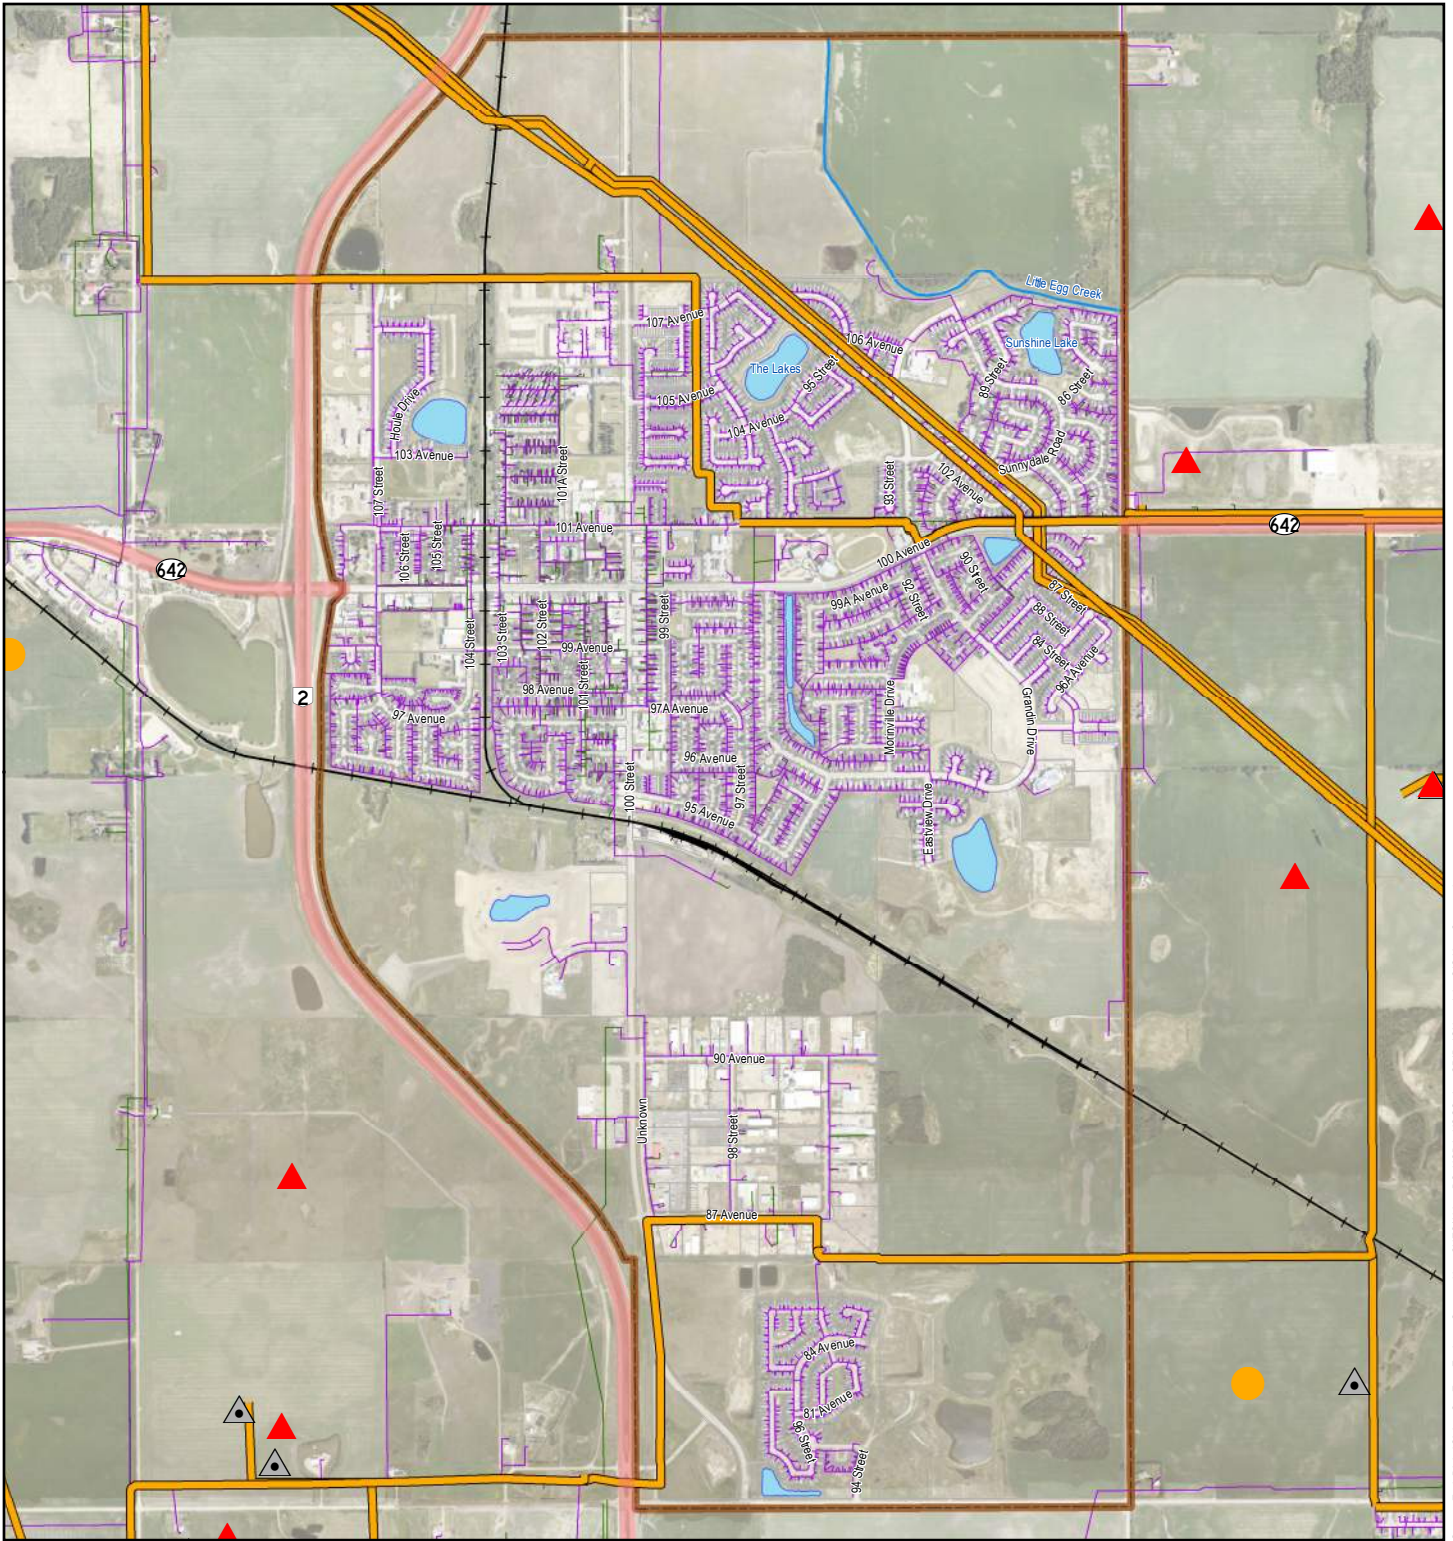 Little Egg Creek
107 Avenue
106 Avenue
Sunshine Lake
The Lakes
95 Street
89 Street
86 Street
105 Avenue
Houle Drive
104 Avenue
103 Avenue
Sunnydale Road
101A Street
107 Street
93 Street
102 Avenue
101 Avenue
642
106 Street
105 Street
100 Avenue
90 Street
642
99A Avenue
92 Street
87 Street
88 Street
99 Street
102 Street
103 Street
104 Street
99 Avenue
84 Street
96A Avenue
98 Avenue
101 Street
2
97A Avenue
97 Avenue
Morinville Drive
Grandin Drive
96 Avenue
100 Street
97 Street
95 Avenue
Eastview Drive
90 Avenue
Unknown
98 Street
87 Avenue
84 Avenue
81 Avenue
96 Street
94 Street